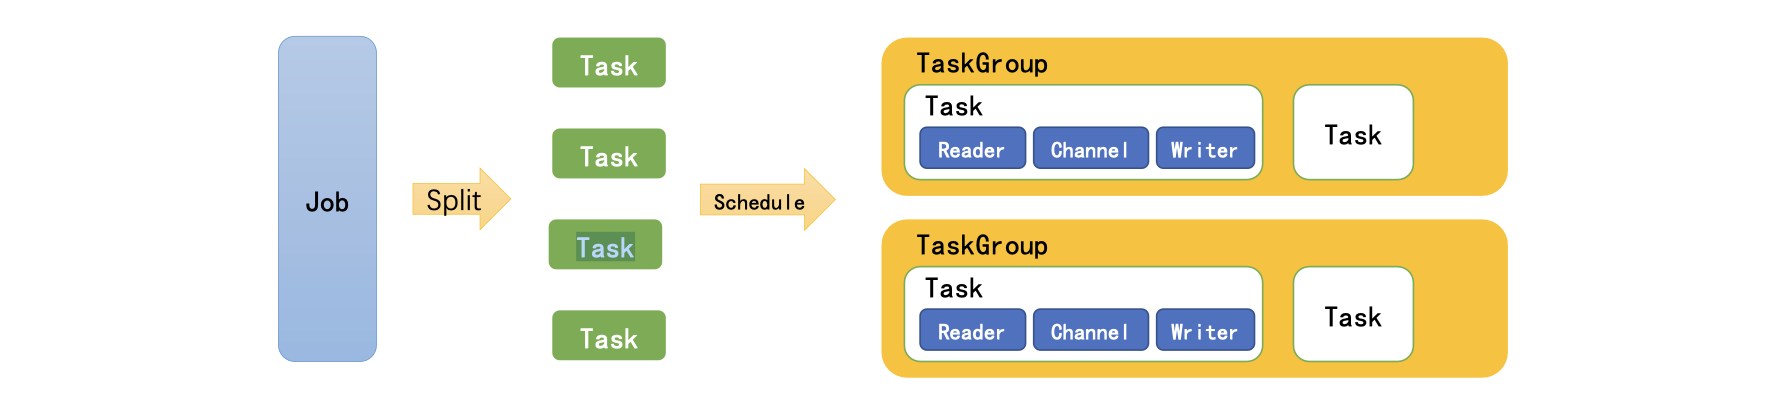 Job
Split
Task
Task
Task
Task
Schedule
TaskGroup
Task
Reader Channel Writer
Task
TaskGroup
Task
Reader Channel Writer
Task